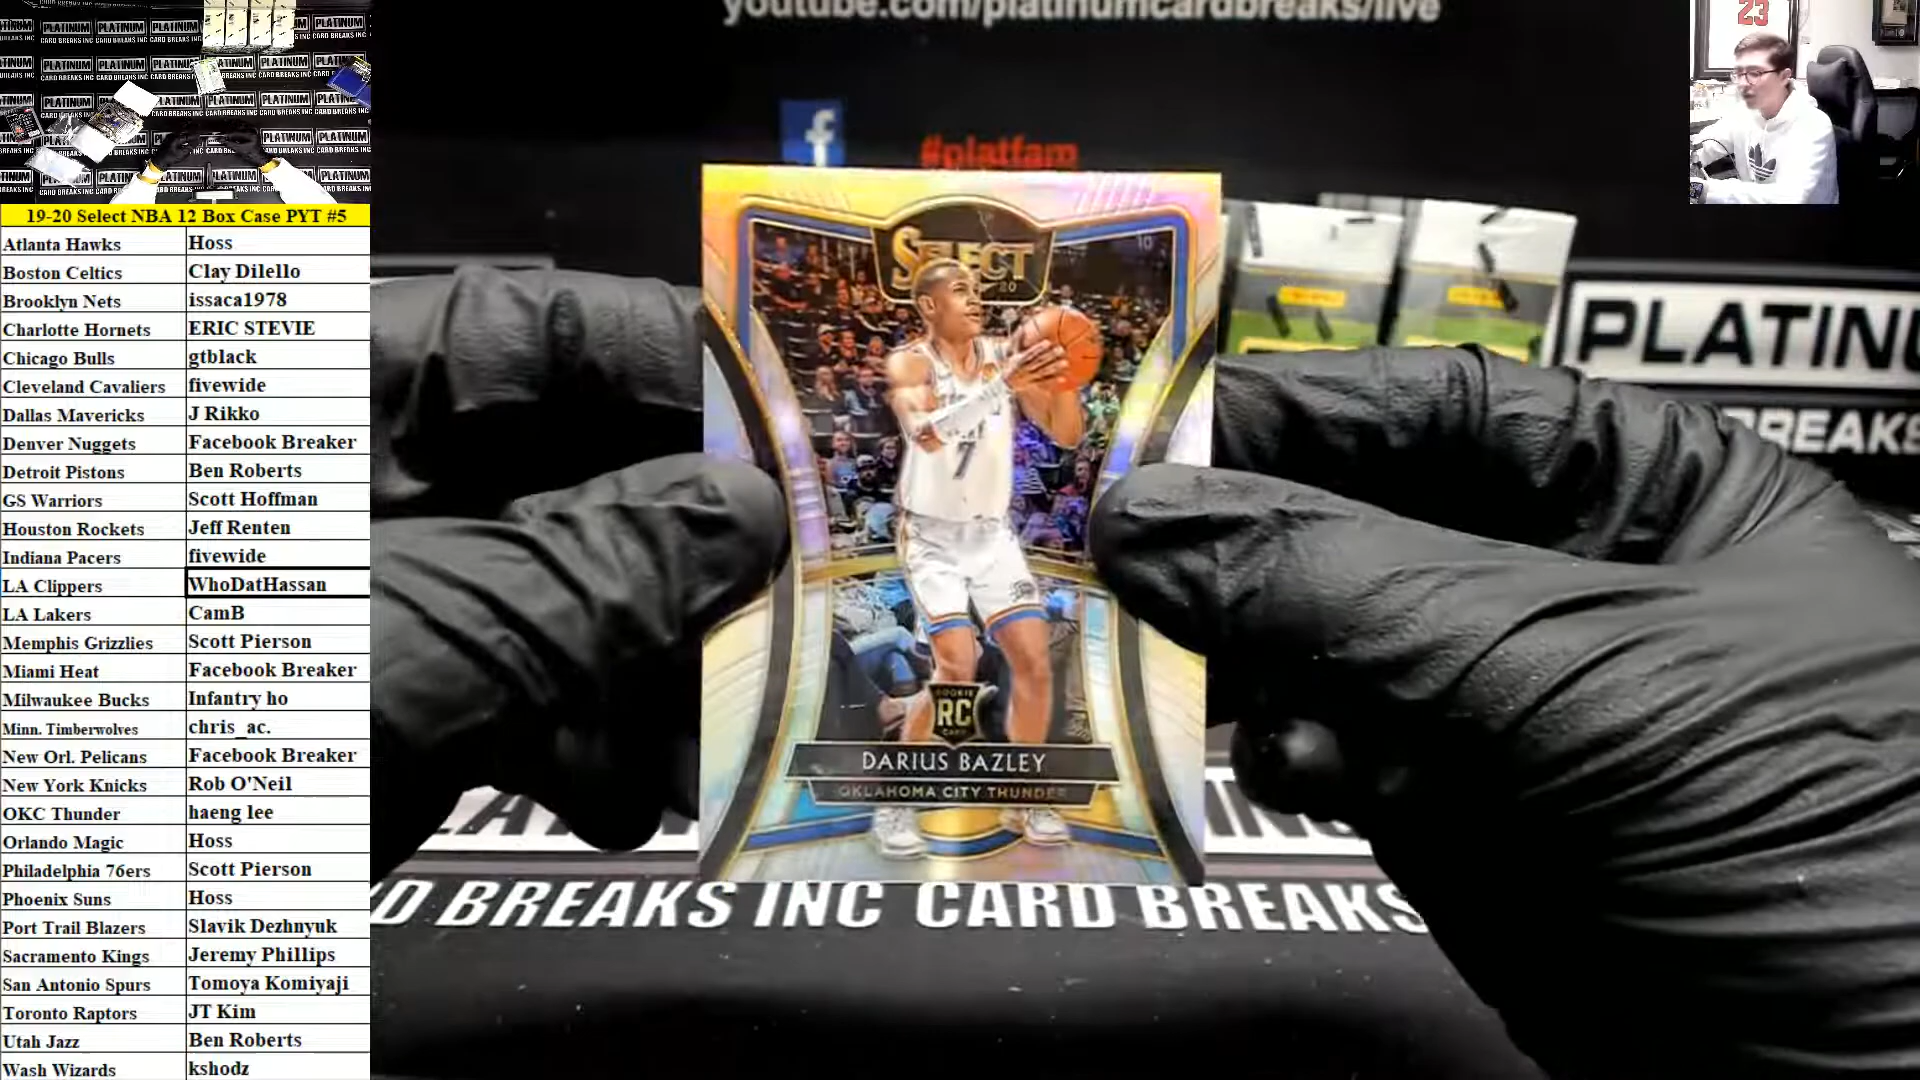 youtube.com/platinumcardbreaks/live
23
#platfam
19-20 Select NBA 12 Box Case PYT #5
Atlanta Hawks Hoss
Boston Celtics Clay Dilello
Brooklyn Nets issaca1978
Charlotte Hornets ERIC STEVIE
Chicago Bulls gtblack
Cleveland Cavaliers fivewide
Dallas Mavericks J Rikko
Denver Nuggets Facebook Breaker
Detroit Pistons Ben Roberts
GS Warriors Scott Hoffman
Houston Rockets Jeff Renten
Indiana Pacers fivewide
LA Clippers WhoDatHassan
LA Lakers CamB
Memphis Grizzlies Scott Pierson
Miami Heat Facebook Breaker
Milwaukee Bucks Infantry ho
Minn. Timberwolves chris_ac.
New Orl. Pelicans Facebook Breaker
New York Knicks Rob O'Neil
OKC Thunder haeng lee
Orlando Magic Hoss
Philadelphia 76ers Scott Pierson
Phoenix Suns Hoss
Port Trail Blazers Slavik Dezhnyuk
Sacramento Kings Jeremy Phillips
San Antonio Spurs Tomoya Komiyaji
Toronto Raptors JT Kim
Utah Jazz Ben Roberts
Wash Wizards kshodz
SELECT
7
ROOKIE
RC
CARD
DARIUS BAZLEY
OKLAHOMA CITY THUNDER
PLATINU
BREAKS
D BREAKS INC CARD BREAKS